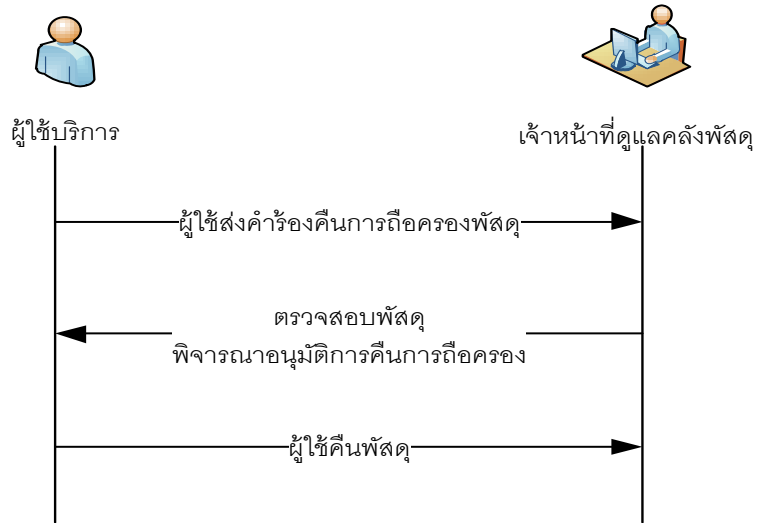 ผู้ใช้บริการ
เจ้าหน้าที่ดูแลคลังพัสดุ
ผู้ใช้ส่งคำร้องคืนการถือครองพัสดุ
ตรวจสอบพัสดุ
พิจารณาอนุมัติการคืนการถือครอง
ผู้ใช้คืนพัสดุ